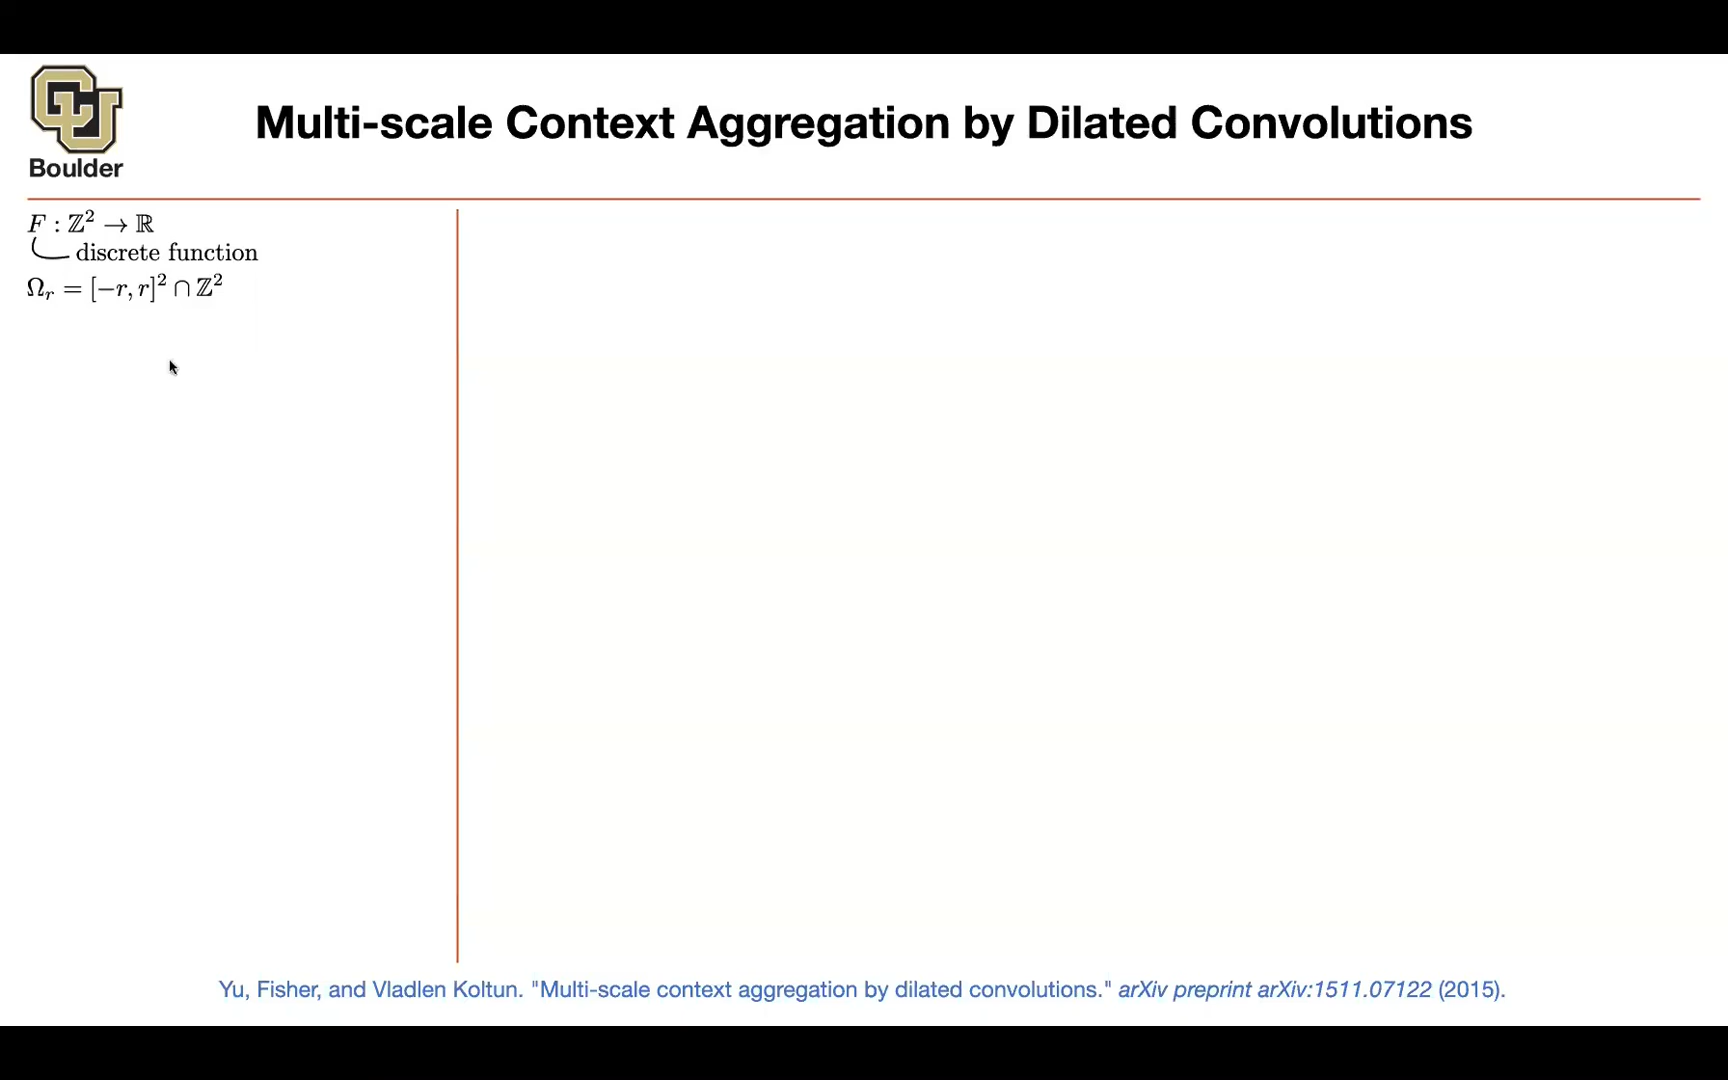 Boulder
Multi-scale Context Aggregation by Dilated Convolutions
F : ℤ² → ℝ
discrete function
Ωᵣ = [−r, r]² ∩ ℤ²
Yu, Fisher, and Vladlen Koltun. "Multi-scale context aggregation by dilated convolutions." arXiv preprint arXiv:1511.07122 (2015).